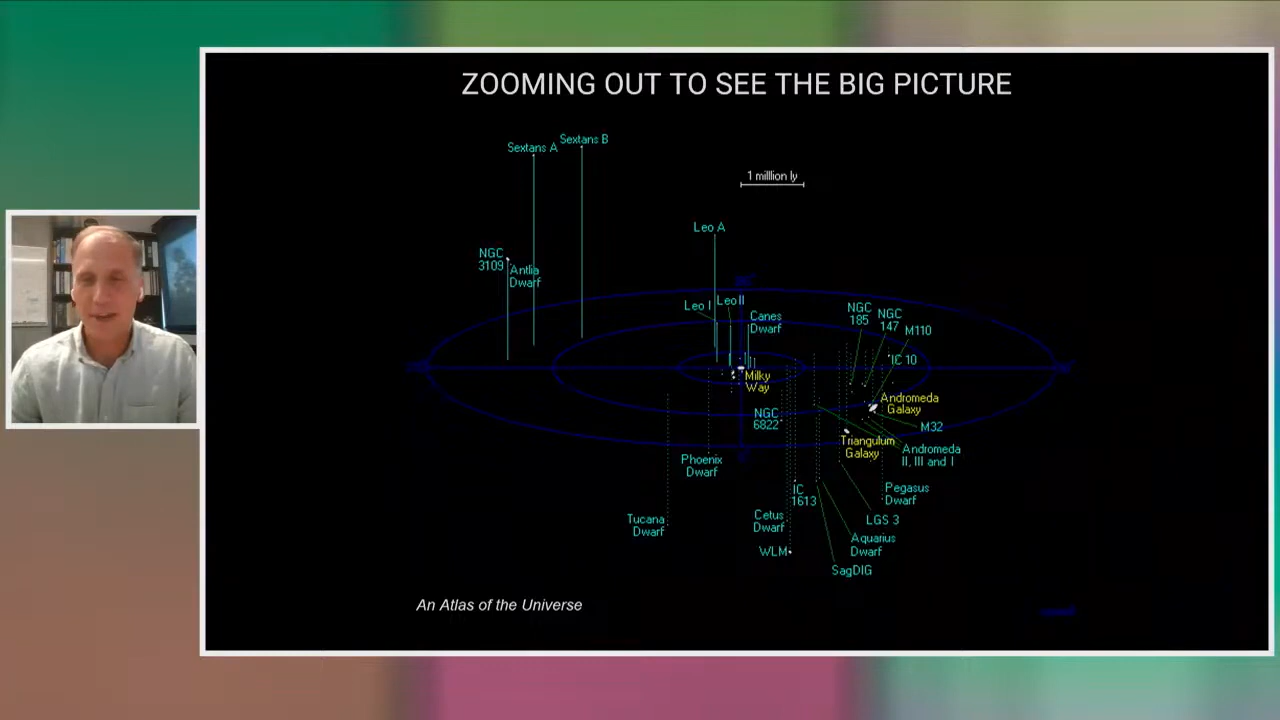 ZOOMING OUT TO SEE THE BIG PICTURE
Sextans B
Sextans A
1 milllion ly
Leo A
NGC
3109
Antlia
Dwarf
Leo I
Leo II
Canes
Dwarf
NGC
185
NGC
147
M110
IC 10
Milky
Way
Andromeda
Galaxy
NGC
6822
M32
Triangulum
Galaxy
Andromeda
II, III and I
Phoenix
Dwarf
IC
1613
Pegasus
Dwarf
Tucana
Dwarf
Cetus
Dwarf
LGS 3
WLM
Aquarius
Dwarf
SagDIG
An Atlas of the Universe